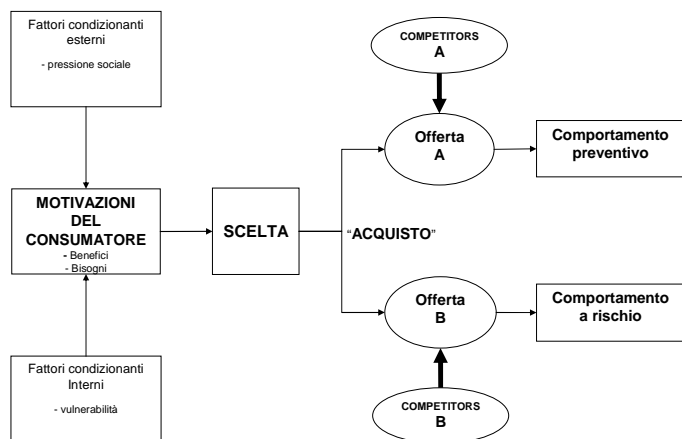 Fattori condizionanti
esterni
- pressione sociale
MOTIVAZIONI
DEL
CONSUMATORE
- Benefici
- Bisogni
Fattori condizionanti
Interni
- vulnerabilità
SCELTA
"ACQUISTO"
COMPETITORS
A
Offerta
A
Comportamento
preventivo
Offerta
B
Comportamento
a rischio
COMPETITORS
B